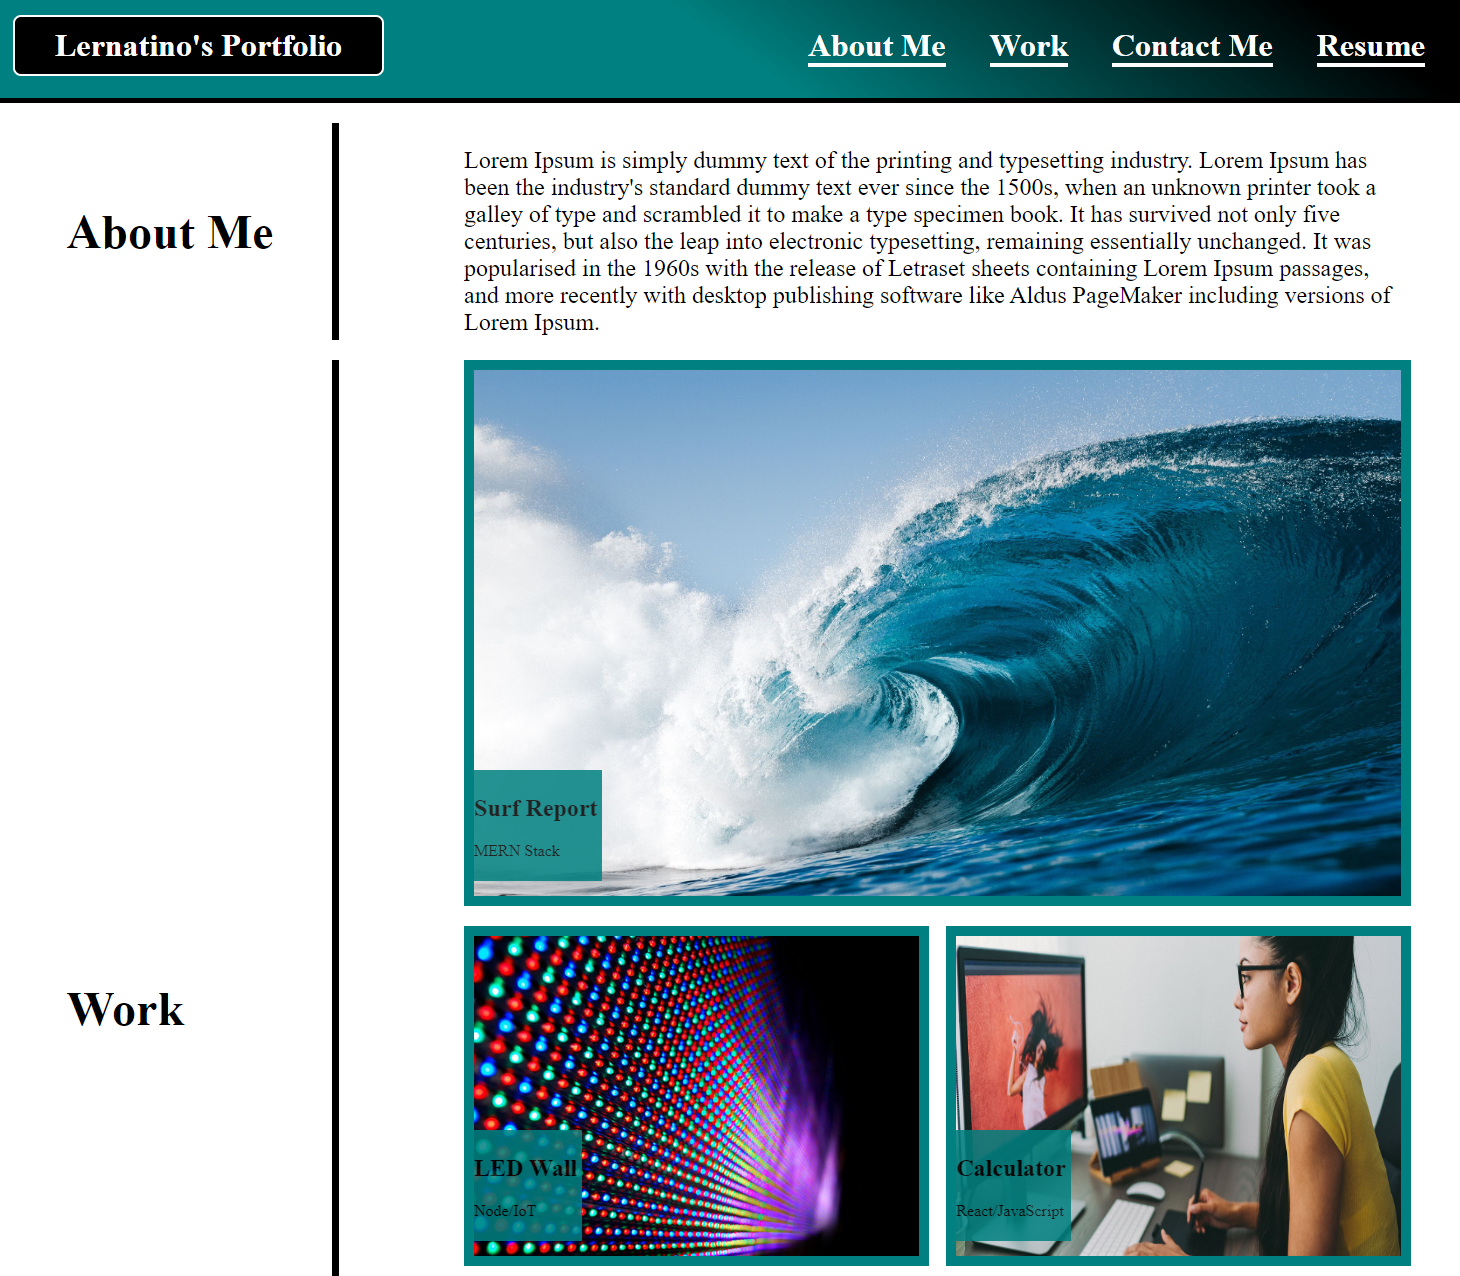 Lernatino's Portfolio
About Me
Work
Contact Me
Resume
About Me
Lorem Ipsum is simply dummy text of the printing and typesetting industry. Lorem Ipsum has
been the industry's standard dummy text ever since the 1500s, when an unknown printer took a
galley of type and scrambled it to make a type specimen book. It has survived not only five
centuries, but also the leap into electronic typesetting, remaining essentially unchanged. It was
popularised in the 1960s with the release of Letraset sheets containing Lorem Ipsum passages,
and more recently with desktop publishing software like Aldus PageMaker including versions of
Lorem Ipsum.
Work
Surf Report
MERN Stack
LED Wall
Node/IoT
Calculator
React/JavaScript